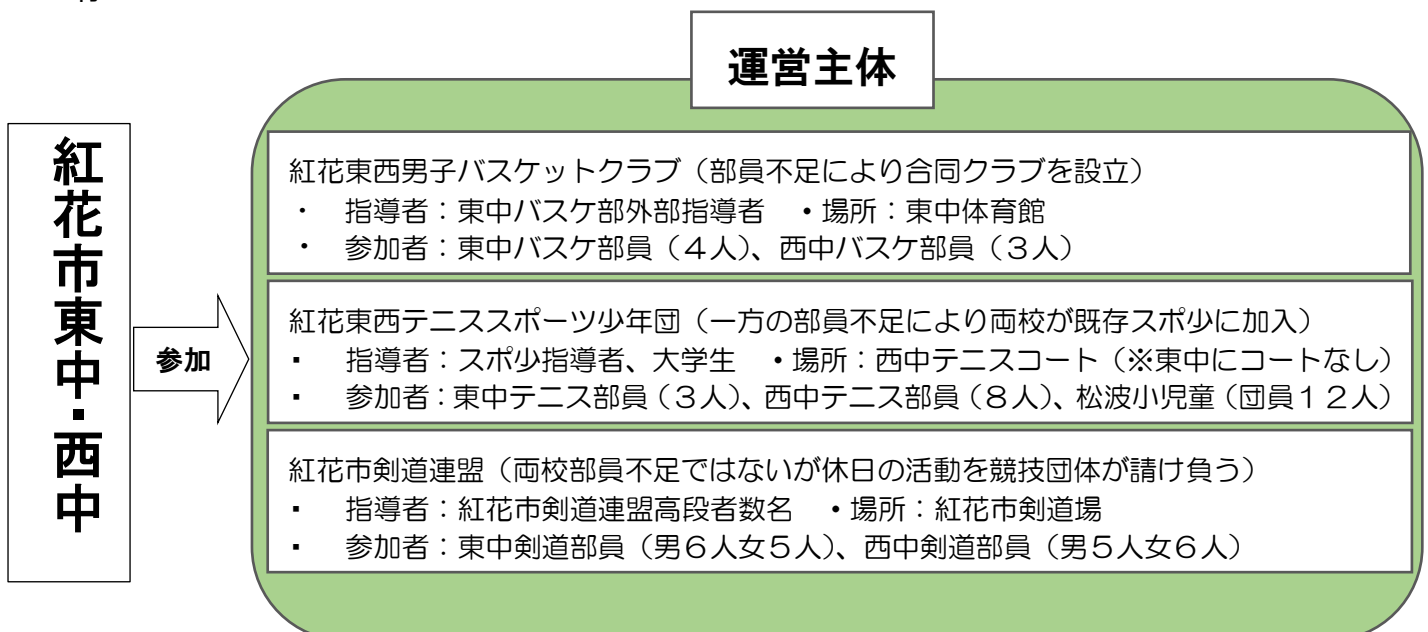 運営主体
紅花市東中・西中
参加
紅花東西男子バスケットクラブ（部員不足により合同クラブを設立）
・ 指導者：東中バスケ部外部指導者 ・場所：東中体育館
・ 参加者：東中バスケ部員（４人）、西中バスケ部員（３人）
紅花東西テニススポーツ少年団（一方の部員不足により両校が既存スポ少に加入）
・ 指導者：スポ少指導者、大学生 ・場所：西中テニスコート（※東中にコートなし）
・ 参加者：東中テニス部員（３人）、西中テニス部員（８人）、松波小児童（団員１２人）
紅花市剣道連盟（両校部員不足ではないが休日の活動を競技団体が請け負う）
・ 指導者：紅花市剣道連盟高段者数名 ・場所：紅花市剣道場
・ 参加者：東中剣道部員（男６人女５人）、西中剣道部員（男５人女６人）